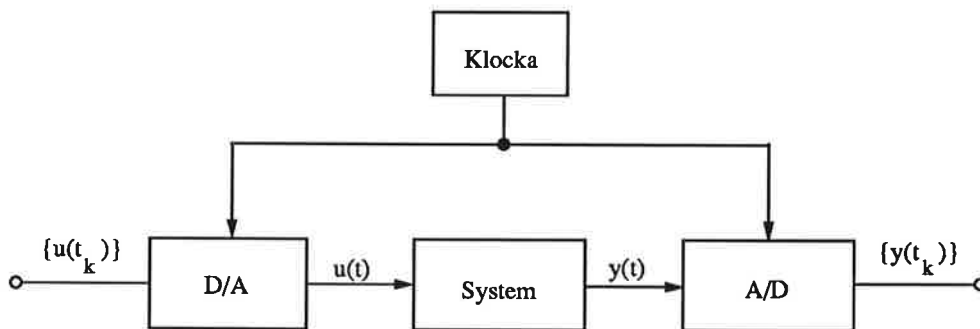 Klocka
{u(t_k)}
D/A
u(t)
System
y(t)
A/D
{y(t_k)}